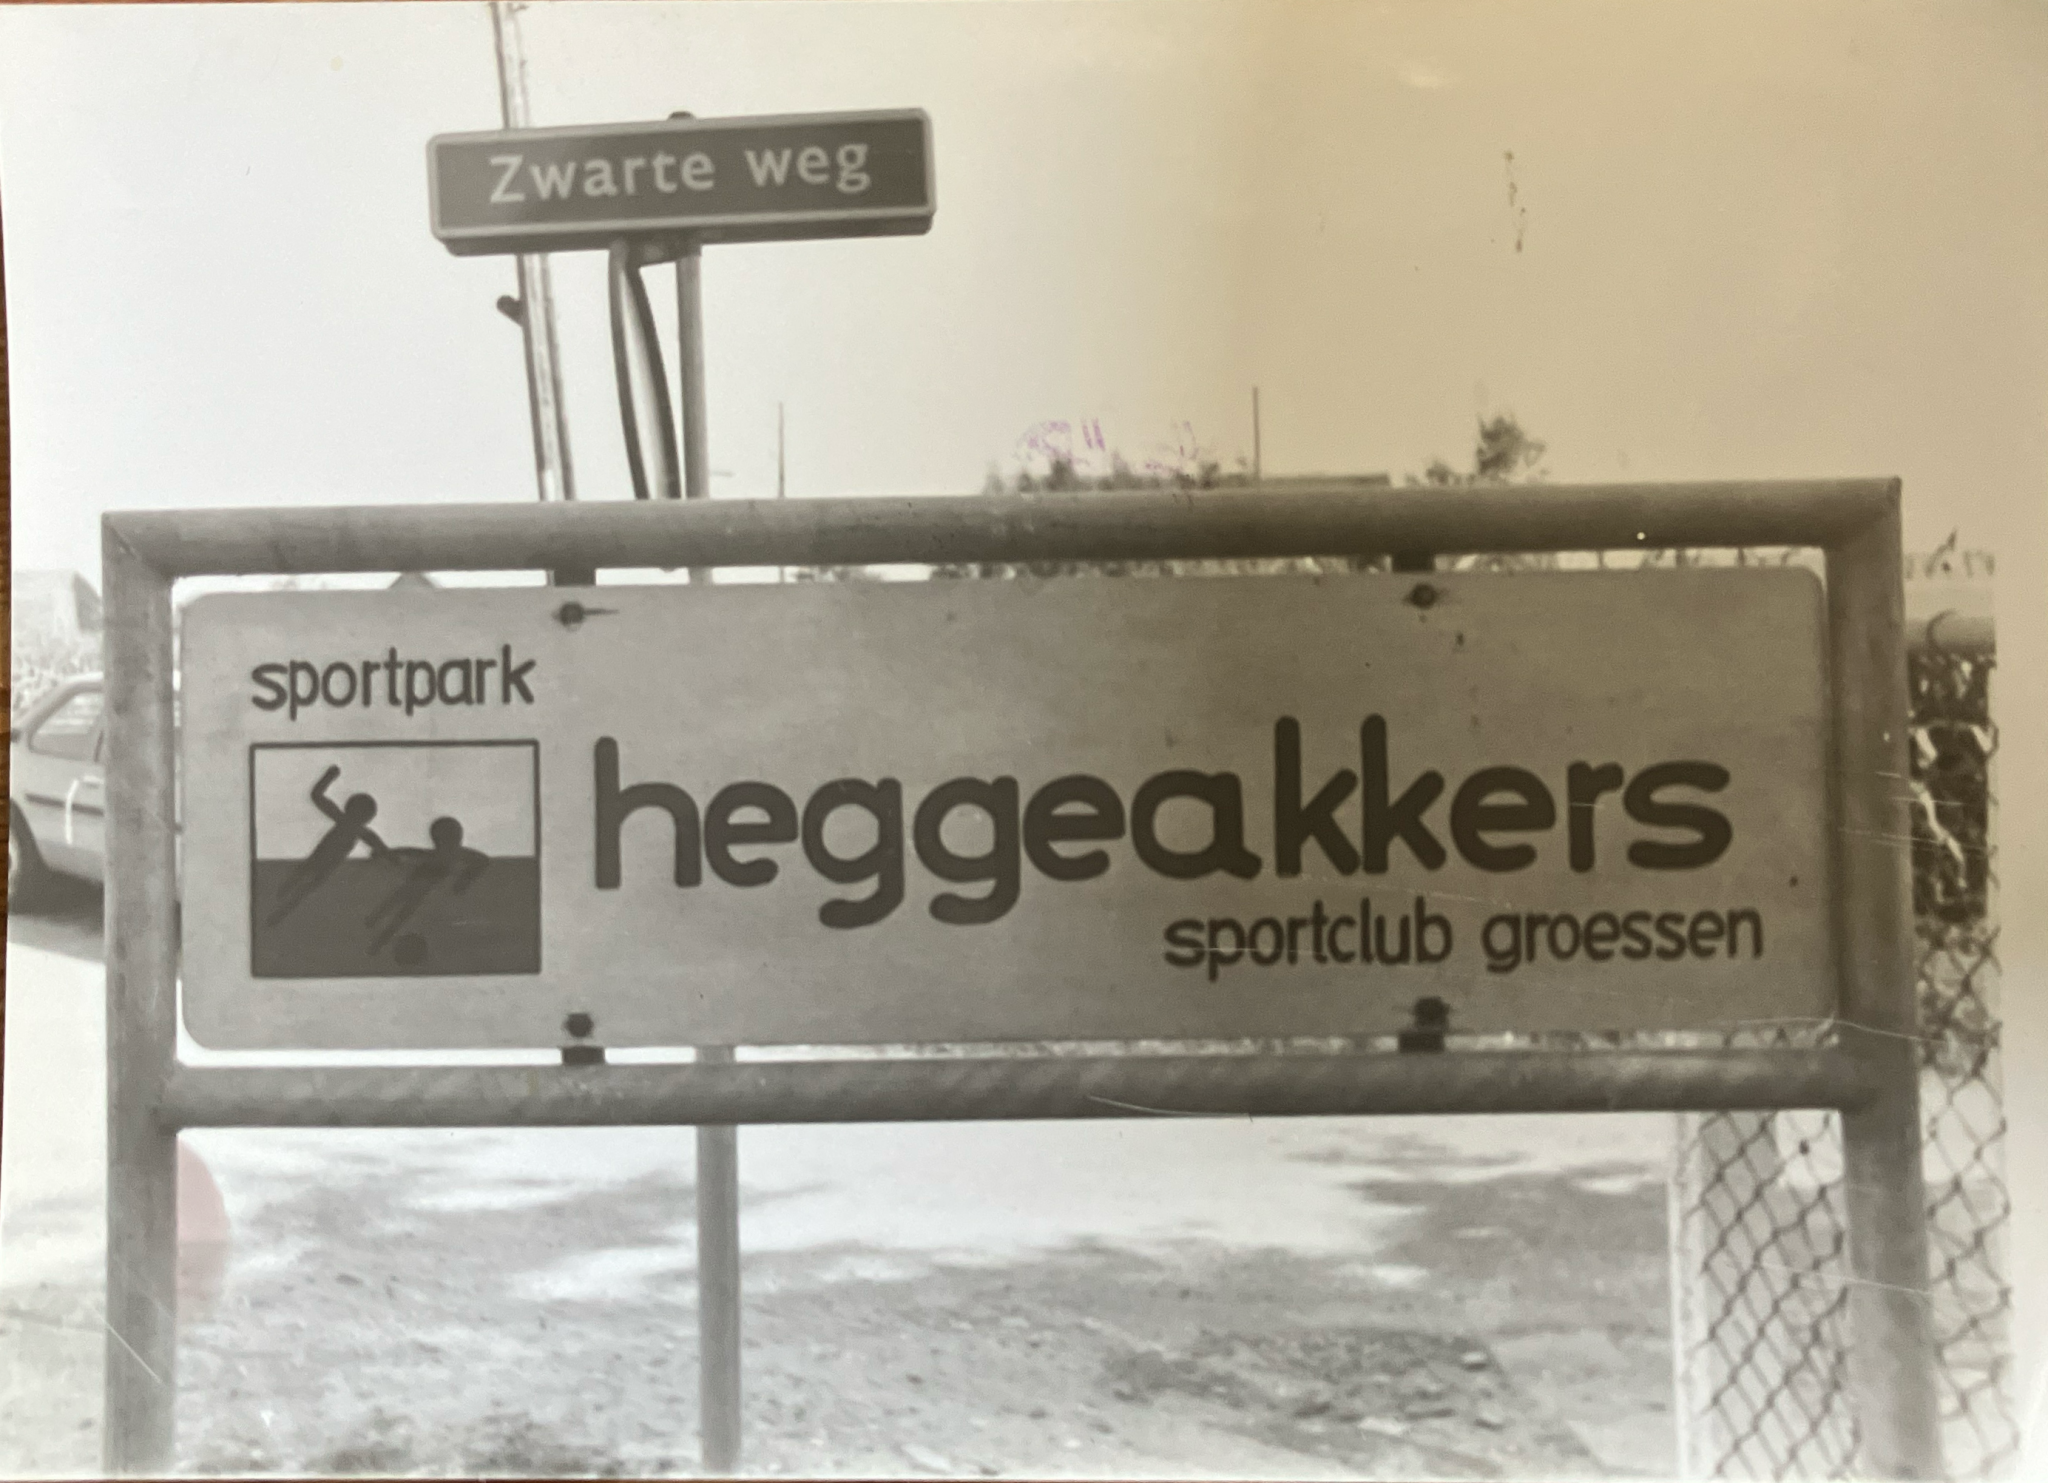 Zwarte weg
sportpark
heggeakkers
sportclub groessen